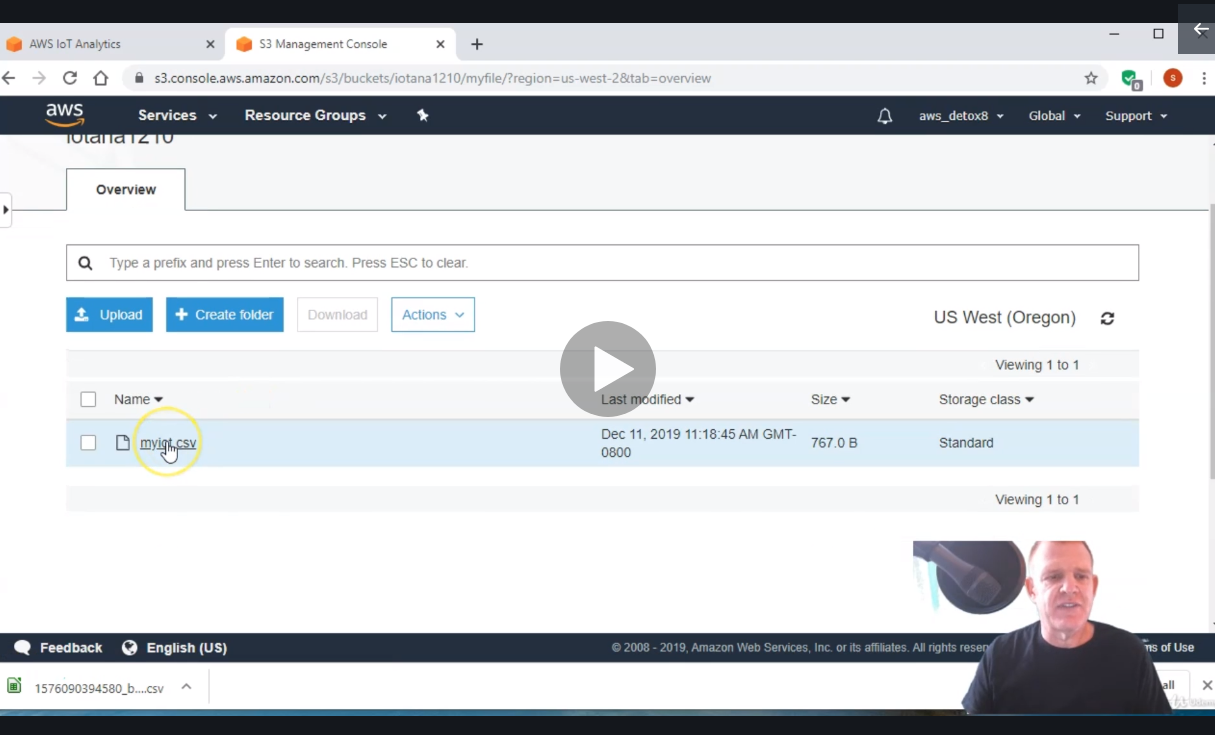 AWS IoT Analytics
S3 Management Console
s3.console.aws.amazon.com/s3/buckets/iotana1210/myfile/?region=us-west-2&tab=overview
S
0
aws
Services
Resource Groups
aws_detox8
Global
Support
iotana1210
Overview
Type a prefix and press Enter to search. Press ESC to clear.
Upload
+ Create folder
Download
Actions
US West (Oregon)
Viewing 1 to 1
Name
Last modified
Size
Storage class
myiot.csv
Dec 11, 2019 11:18:45 AM GMT-
0800
767.0 B
Standard
Viewing 1 to 1
Feedback
English (US)
© 2008 - 2019, Amazon Web Services, Inc. or its affiliates. All rights reser
ms of Use
1576090394580_b....csv
all